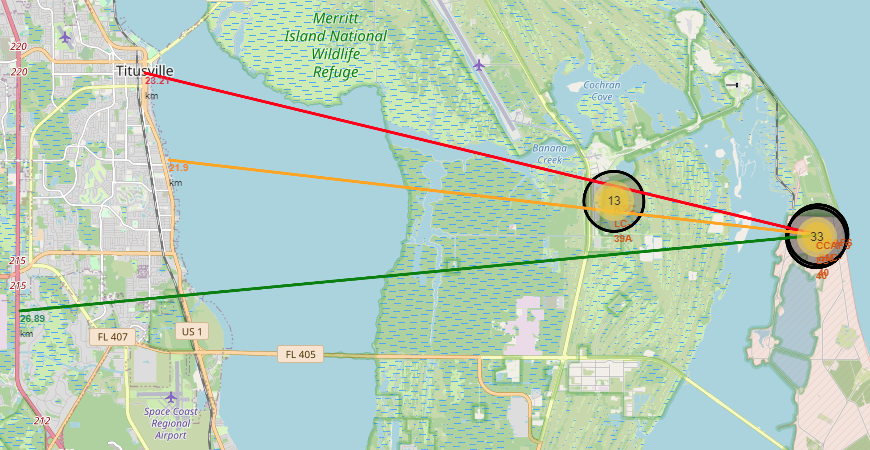 Merritt
Island National
Wildlife
Refuge
220
220
Titusville
23.21
km
Cochran
Cove
Banana
Creek
21.9
km
13
LC
39A
33
215
215
26.89
km
FL 407
US 1
FL 405
Space Coast
Regional
Airport
212